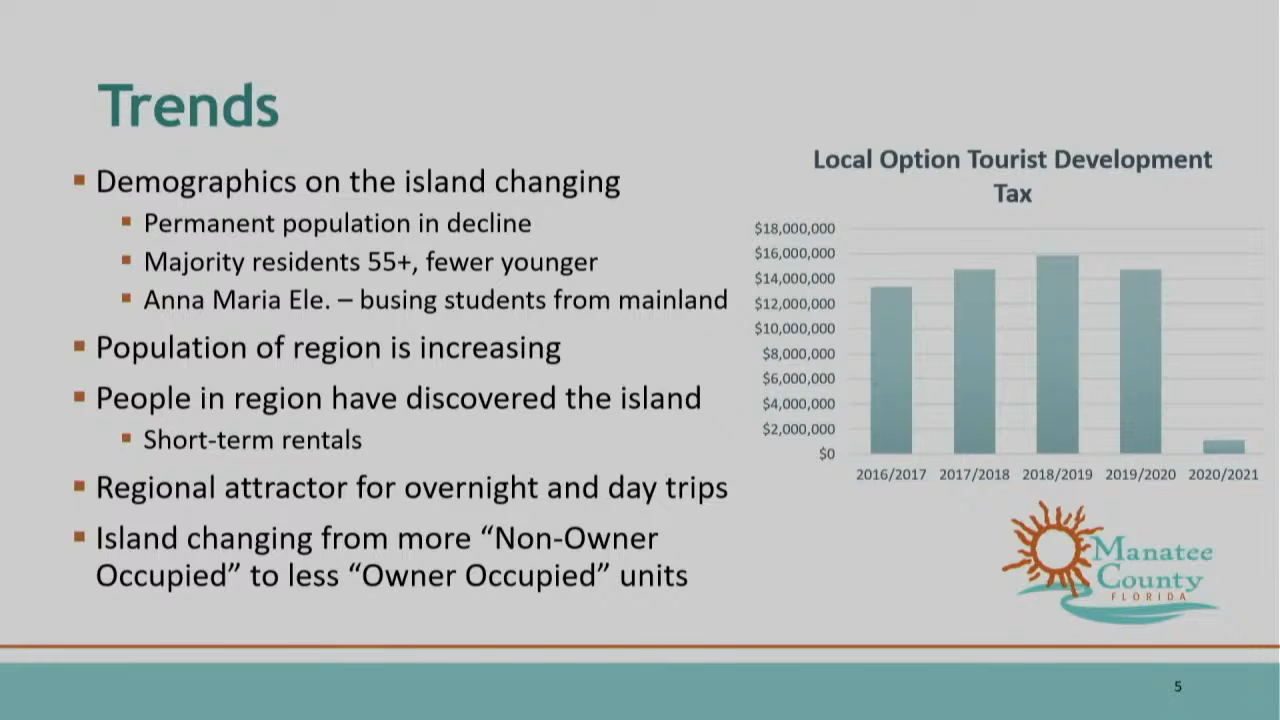 Trends
Demographics on the island changing
Permanent population in decline
Majority residents 55+, fewer younger
Anna Maria Ele. – busing students from mainland
Population of region is increasing
People in region have discovered the island
Short-term rentals
Regional attractor for overnight and day trips
Island changing from more “Non-Owner
Occupied” to less “Owner Occupied” units
Local Option Tourist Development
Tax
$18,000,000
$16,000,000
$14,000,000
$12,000,000
$10,000,000
$8,000,000
$6,000,000
$4,000,000
$2,000,000
$0
2016/2017 2017/2018 2018/2019 2019/2020 2020/2021
Manatee
County
FLORIDA
5